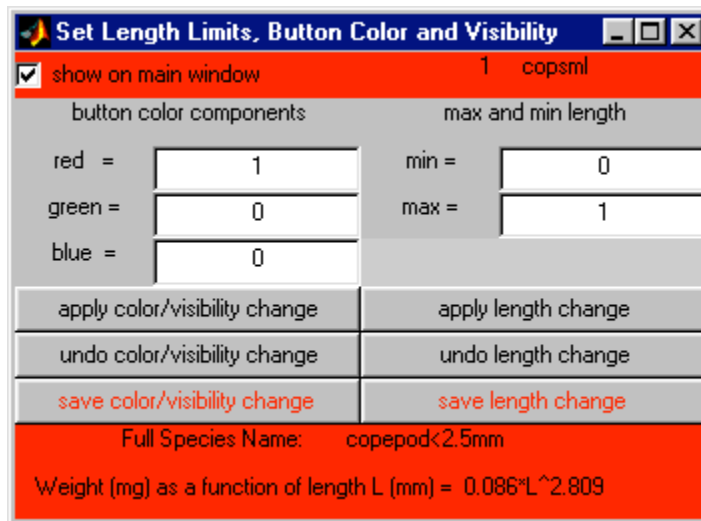 Set Length Limits, Button Color and Visibility
show on main window 1 copsml
button color components max and min length
red = 1 min = 0
green = 0 max = 1
blue = 0
apply color/visibility change apply length change
undo color/visibility change undo length change
save color/visibility change save length change
Full Species Name: copepod<2.5mm
Weight (mg) as a function of length L (mm) = 0.086*L^2.809